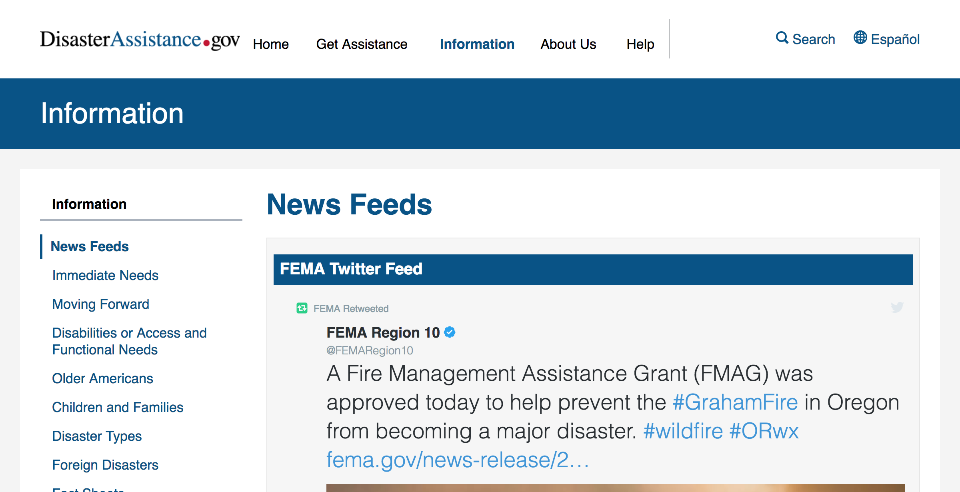 DisasterAssistance.gov Home Get Assistance Information About Us Help Search Español
Information
Information
News Feeds
Immediate Needs
Moving Forward
Disabilities or Access and
Functional Needs
Older Americans
Children and Families
Disaster Types
Foreign Disasters
Fact Sheets
News Feeds
FEMA Twitter Feed
FEMA Retweeted
FEMA Region 10
@FEMARegion10
A Fire Management Assistance Grant (FMAG) was
approved today to help prevent the #GrahamFire in Oregon
from becoming a major disaster. #wildfire #ORwx
fema.gov/news-release/2…